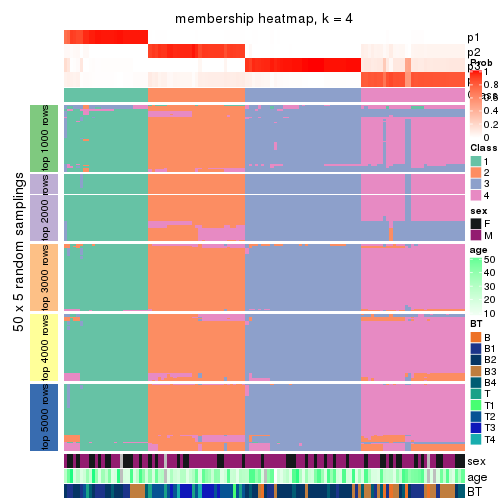 membership heatmap, k = 4
p1
p2
p3
Prob
1
0.8
0.6
0.4
0.2
0
Class
1
2
3
4
sex
F
M
age
50
40
30
20
10
BT
B
B1
B2
B3
B4
T
T1
T2
T3
T4
50 x 5 random samplings
top 1000 rows
top 2000 rows
top 3000 rows
top 4000 rows
top 5000 rows
sex
age
BT